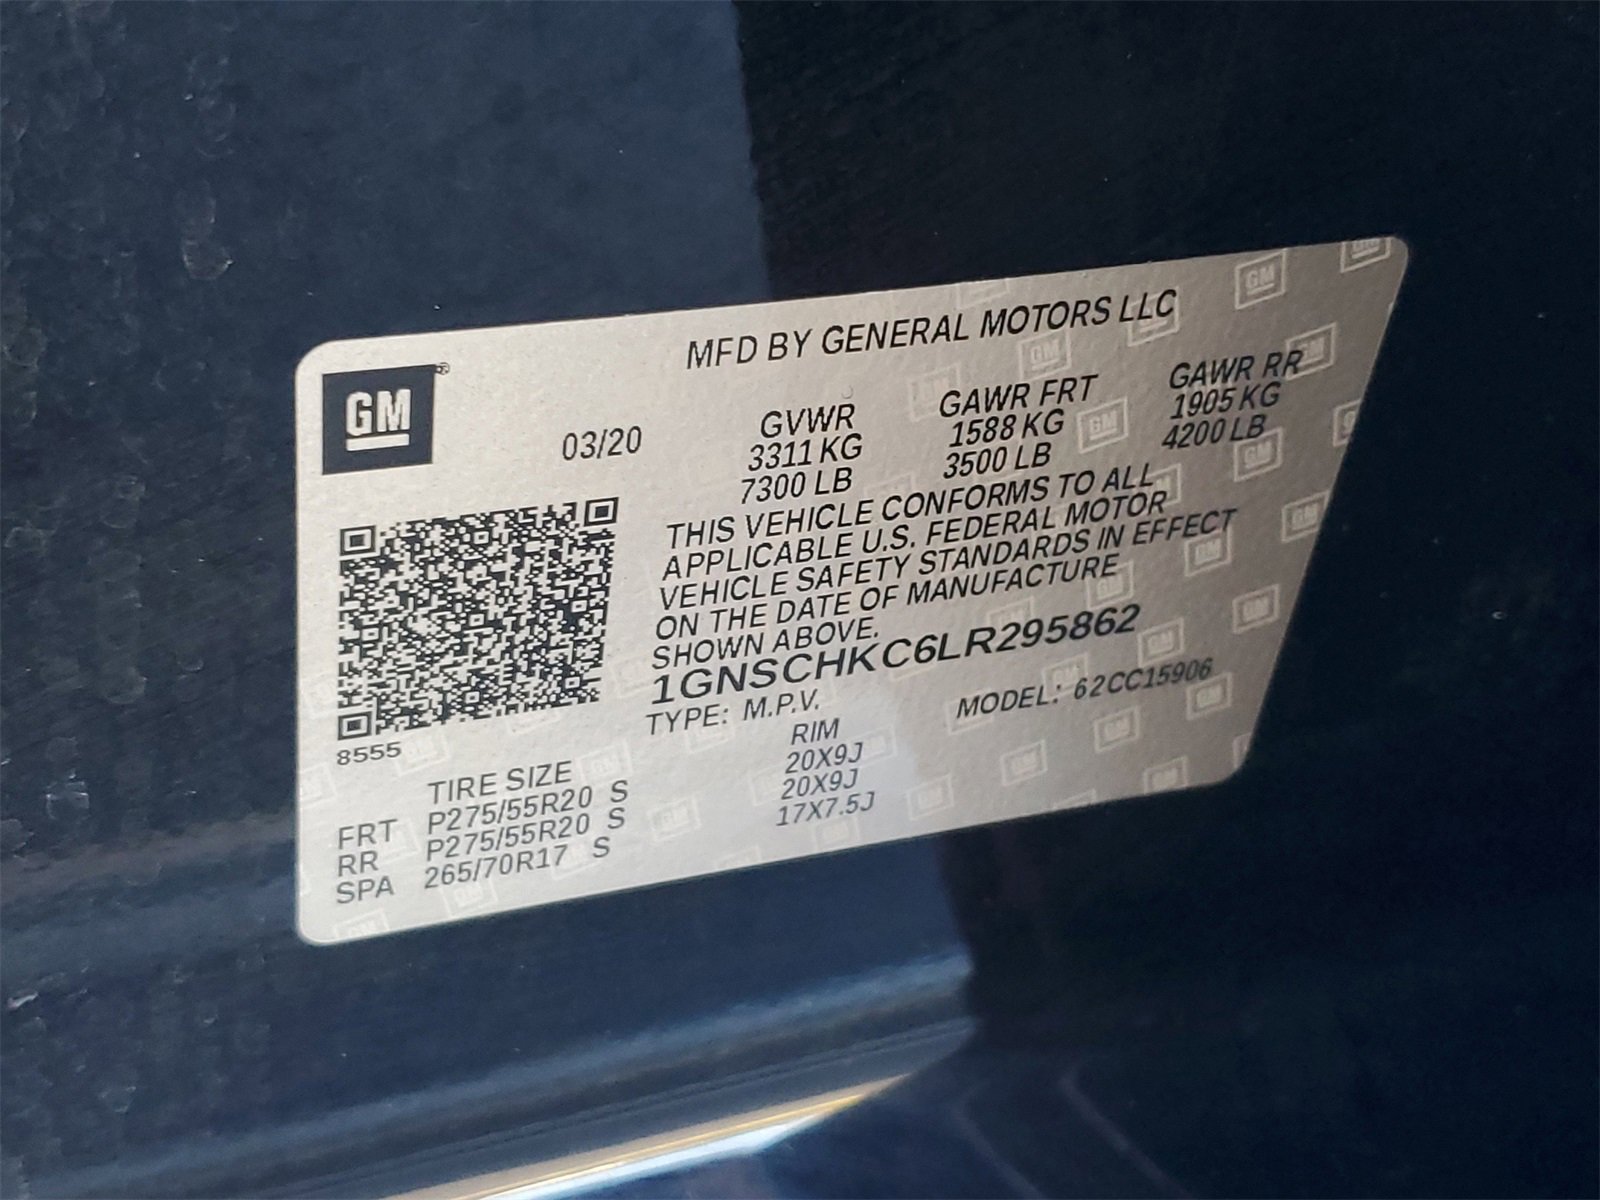 GM®
MFD BY GENERAL MOTORS LLC
03/20
GVWR GAWR FRT GAWR RR
3311 KG 1588 KG 1905 KG
7300 LB 3500 LB 4200 LB
THIS VEHICLE CONFORMS TO ALL
APPLICABLE U.S. FEDERAL MOTOR
VEHICLE SAFETY STANDARDS IN EFFECT
ON THE DATE OF MANUFACTURE
SHOWN ABOVE.
1GNSCHKC6LR295862
TYPE: M.P.V. MODEL: 62CC15906
8555
TIRE SIZE RIM
FRT P275/55R20 S 20X9J
RR P275/55R20 S 20X9J
SPA 265/70R17 S 17X7.5J